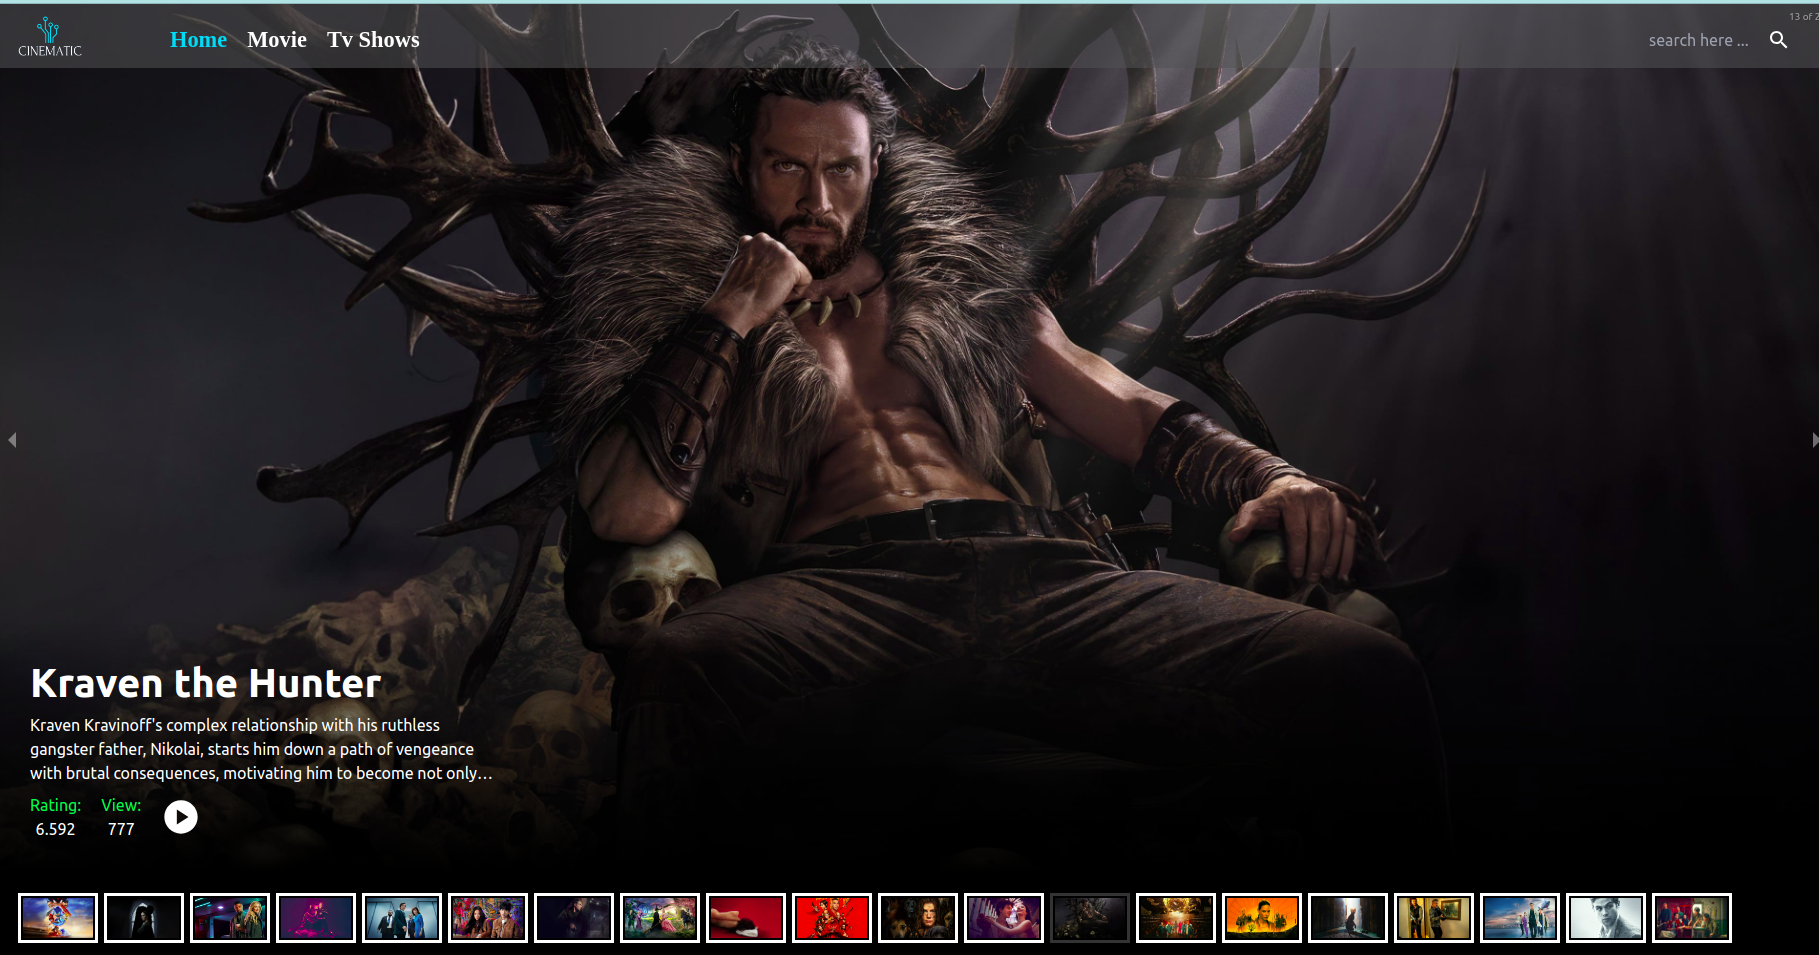 13 of 2
CINEMATIC
Home Movie Tv Shows
search here ...
Kraven the Hunter
Kraven Kravinoff's complex relationship with his ruthless
gangster father, Nikolai, starts him down a path of vengeance
with brutal consequences, motivating him to become not only...
Rating: View:
6.592 777